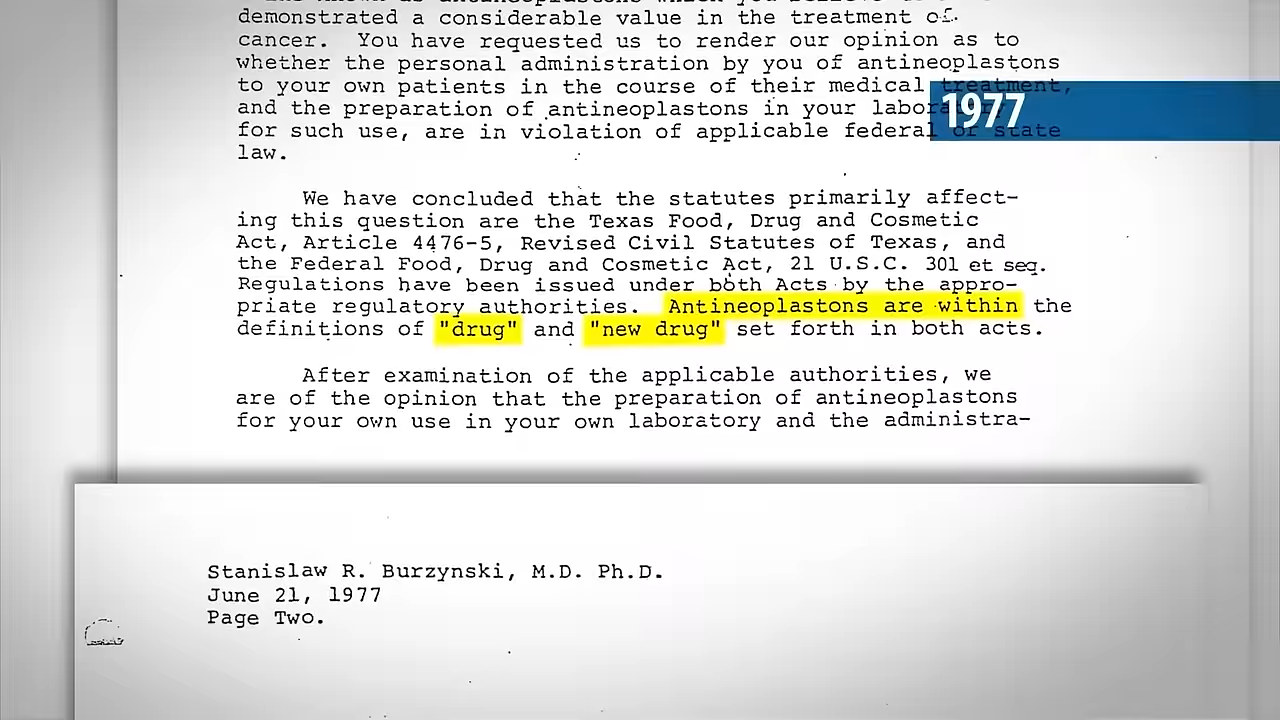 demonstrated a considerable value in the treatment of
cancer. You have requested us to render our opinion as to
whether the personal administration by you of antineoplastons
to your own patients in the course of their medical treatment,
and the preparation of antineoplastons in your
for such use, are in violation of applicable federal or state
law.
1977
We have concluded that the statutes primarily affect-
ing this question are the Texas Food, Drug and Cosmetic
Act, Article 4476-5, Revised Civil Statutes of Texas, and
the Federal Food, Drug and Cosmetic Act, 21 U.S.C. 301 et seq.
Regulations have been issued under both Acts by the appro-
priate regulatory authorities. Antineoplastons are within the
definitions of "drug" and "new drug" set forth in both acts.
After examination of the applicable authorities, we
are of the opinion that the preparation of antineoplastons
for your own use in your own laboratory and the administra-
Stanislaw R. Burzynski, M.D. Ph.D.
June 21, 1977
Page Two.